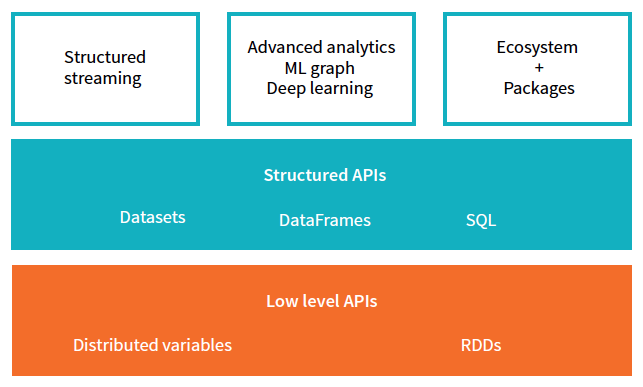 Structured
streaming
Advanced analytics
ML graph
Deep learning
Ecosystem
+
Packages
Structured APIs
Datasets
DataFrames
SQL
Low level APIs
Distributed variables
RDDs